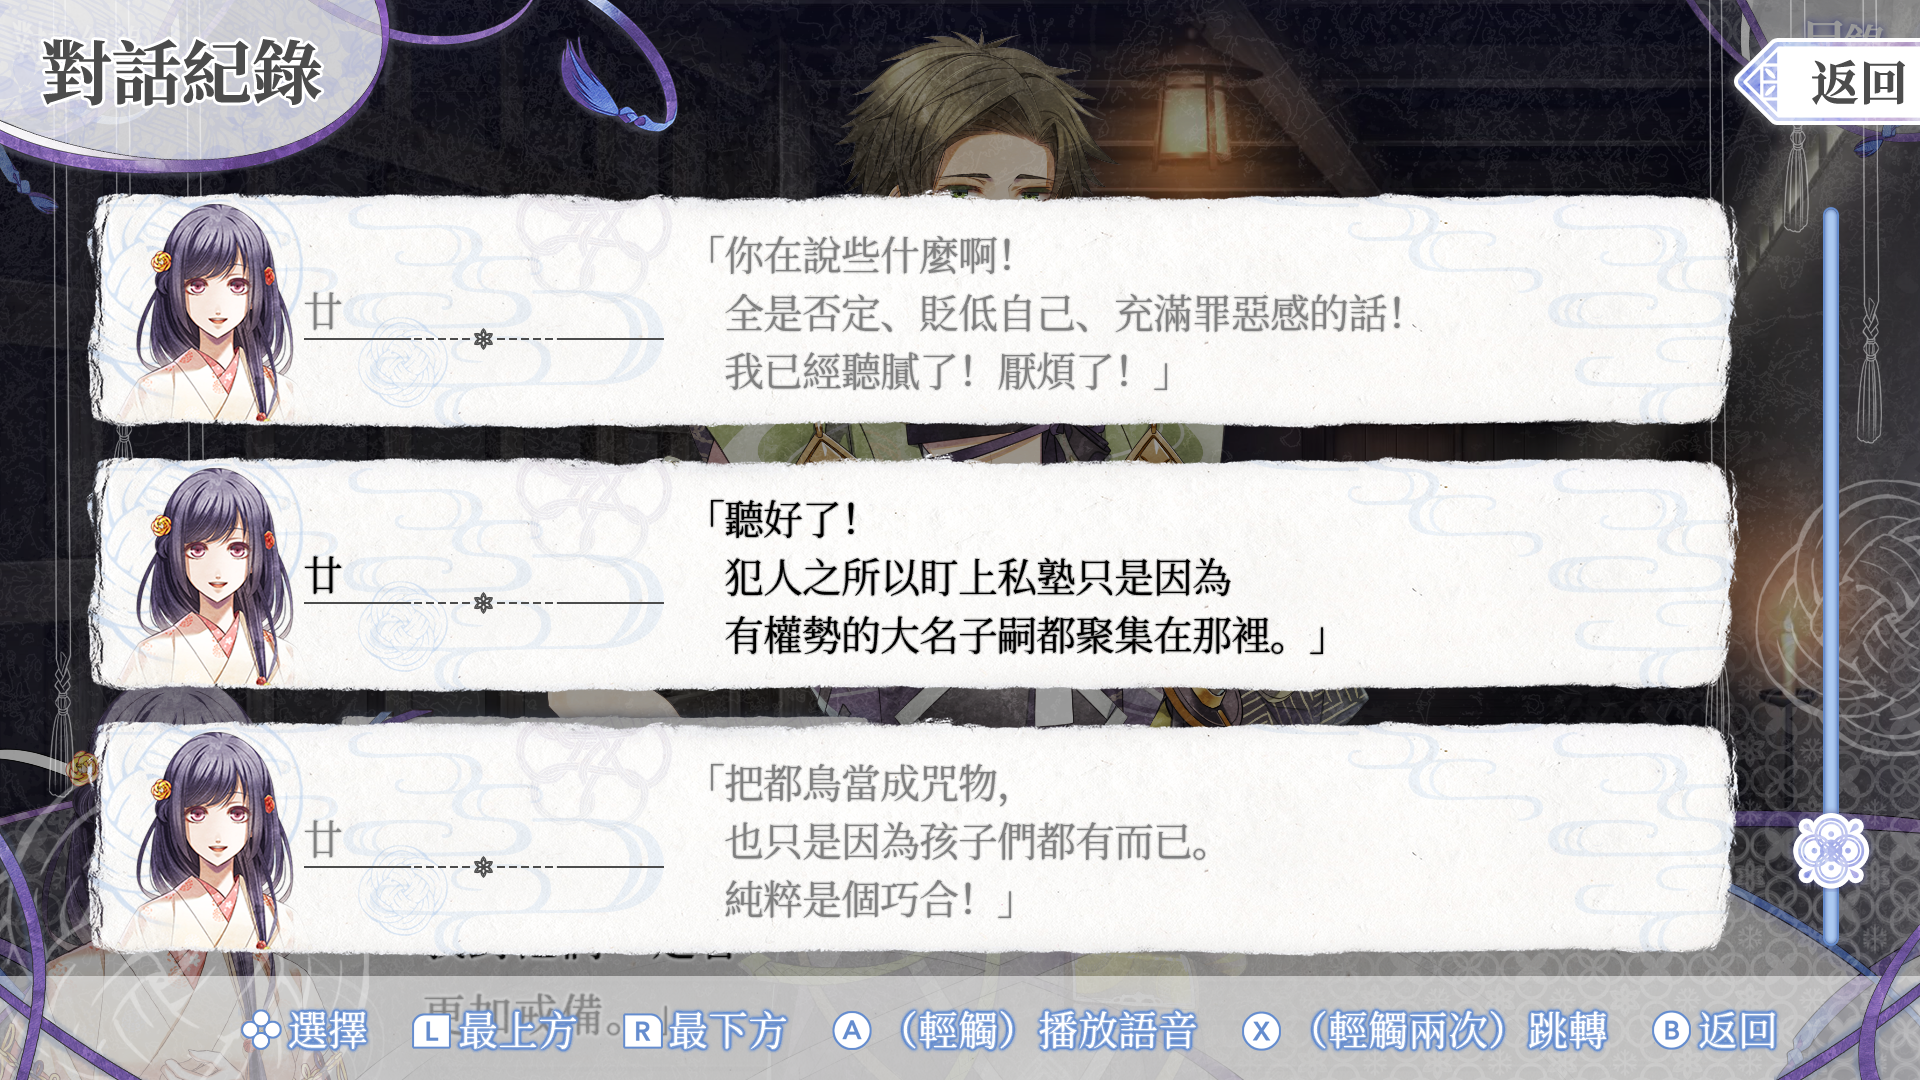 對話紀錄
返回
廿
「你在說些什麼啊！
全是否定、貶低自己、充滿罪惡感的話！
我已經聽膩了！厭煩了！」
廿
「聽好了！
犯人之所以盯上私塾只是因為
有權勢的大名子嗣都聚集在那裡。」
廿
「把都鳥當成咒物，
也只是因為孩子們都有而已。
純粹是個巧合！」
更加戒備。」
選擇 L 最上方 R 最下方 A （輕觸）播放語音 X （輕觸兩次）跳轉 B 返回